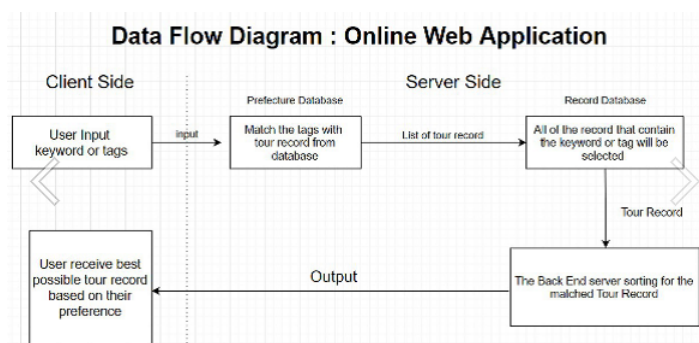 Data Flow Diagram : Online Web Application
Client Side
Server Side
Prefecture Database
Record Database
User Input
keyword or tags
input
Match the tags with
tour record from
database
List of tour record
All of the record that contain
the keyword or tag will be
selected
Tour Record
User receive best
possible tour record
based on their
preference
Output
The Back End server sorting for the
matched Tour Record